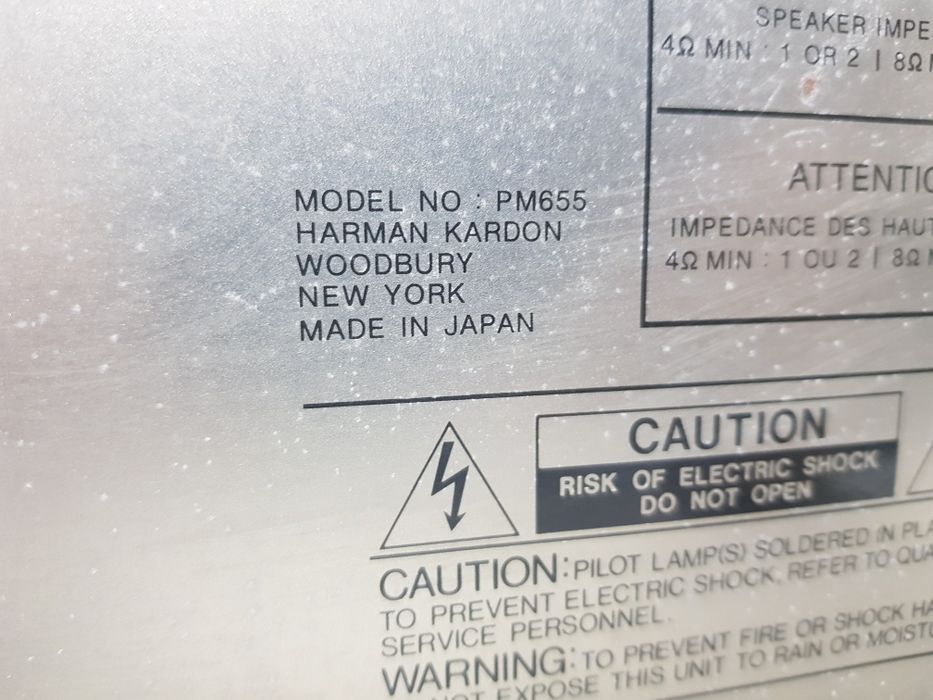 SPEAKER IMPE
4Ω MIN : 1 OR 2 | 8Ω
ATTENTIO
IMPEDANCE DES HAUT
4Ω MIN : 1 OU 2 | 8Ω
MODEL NO : PM655
HARMAN KARDON
WOODBURY
NEW YORK
MADE IN JAPAN
CAUTION
RISK OF ELECTRIC SHOCK
DO NOT OPEN
CAUTION: PILOT LAMP(S) SOLDERED IN PLA
TO PREVENT ELECTRIC SHOCK, REFER TO QUA
SERVICE PERSONNEL.
WARNING: TO PREVENT FIRE OR SHOCK HA
NOT EXPOSE THIS UNIT TO RAIN OR MOISTU